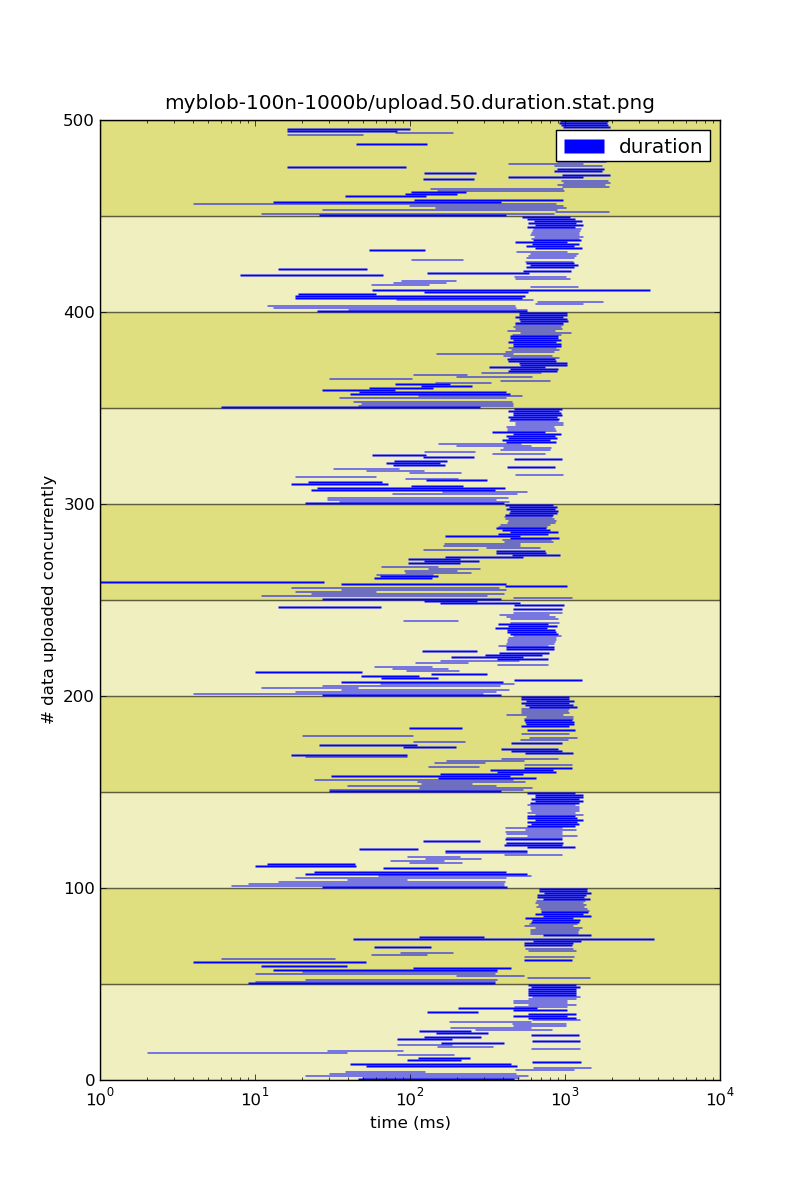 myblob-100n-1000b/upload.50.duration.stat.png
duration
500
400
300
200
100
0
# data uploaded concurrently
10^0 10^1 10^2 10^3 10^4
time (ms)